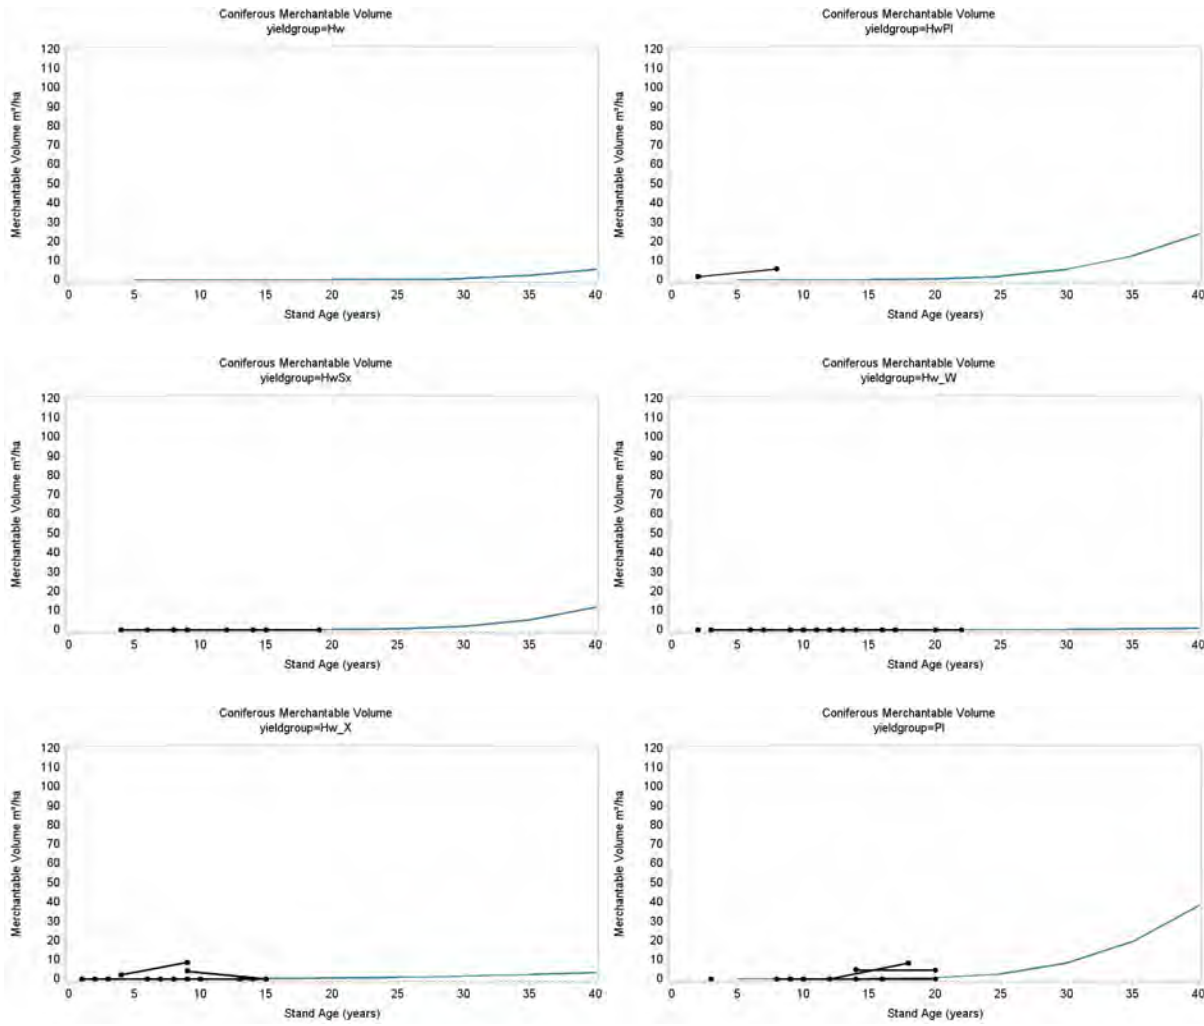 Coniferous Merchantable Volume
yieldgroup=Hw
120
110
100
90
80
70
60
50
40
30
20
10
0
Merchantable Volume m³/ha
0 5 10 15 20 25 30 35 40
Stand Age (years)
Coniferous Merchantable Volume
yieldgroup=HwPl
120
110
100
90
80
70
60
50
40
30
20
10
0
Merchantable Volume m³/ha
0 5 10 15 20 25 30 35 40
Stand Age (years)
Coniferous Merchantable Volume
yieldgroup=HwSx
120
110
100
90
80
70
60
50
40
30
20
10
0
Merchantable Volume m³/ha
0 5 10 15 20 25 30 35 40
Stand Age (years)
Coniferous Merchantable Volume
yieldgroup=Hw_W
120
110
100
90
80
70
60
50
40
30
20
10
0
Merchantable Volume m³/ha
0 5 10 15 20 25 30 35 40
Stand Age (years)
Coniferous Merchantable Volume
yieldgroup=Hw_X
120
110
100
90
80
70
60
50
40
30
20
10
0
Merchantable Volume m³/ha
0 5 10 15 20 25 30 35 40
Stand Age (years)
Coniferous Merchantable Volume
yieldgroup=Pl
120
110
100
90
80
70
60
50
40
30
20
10
0
Merchantable Volume m³/ha
0 5 10 15 20 25 30 35 40
Stand Age (years)